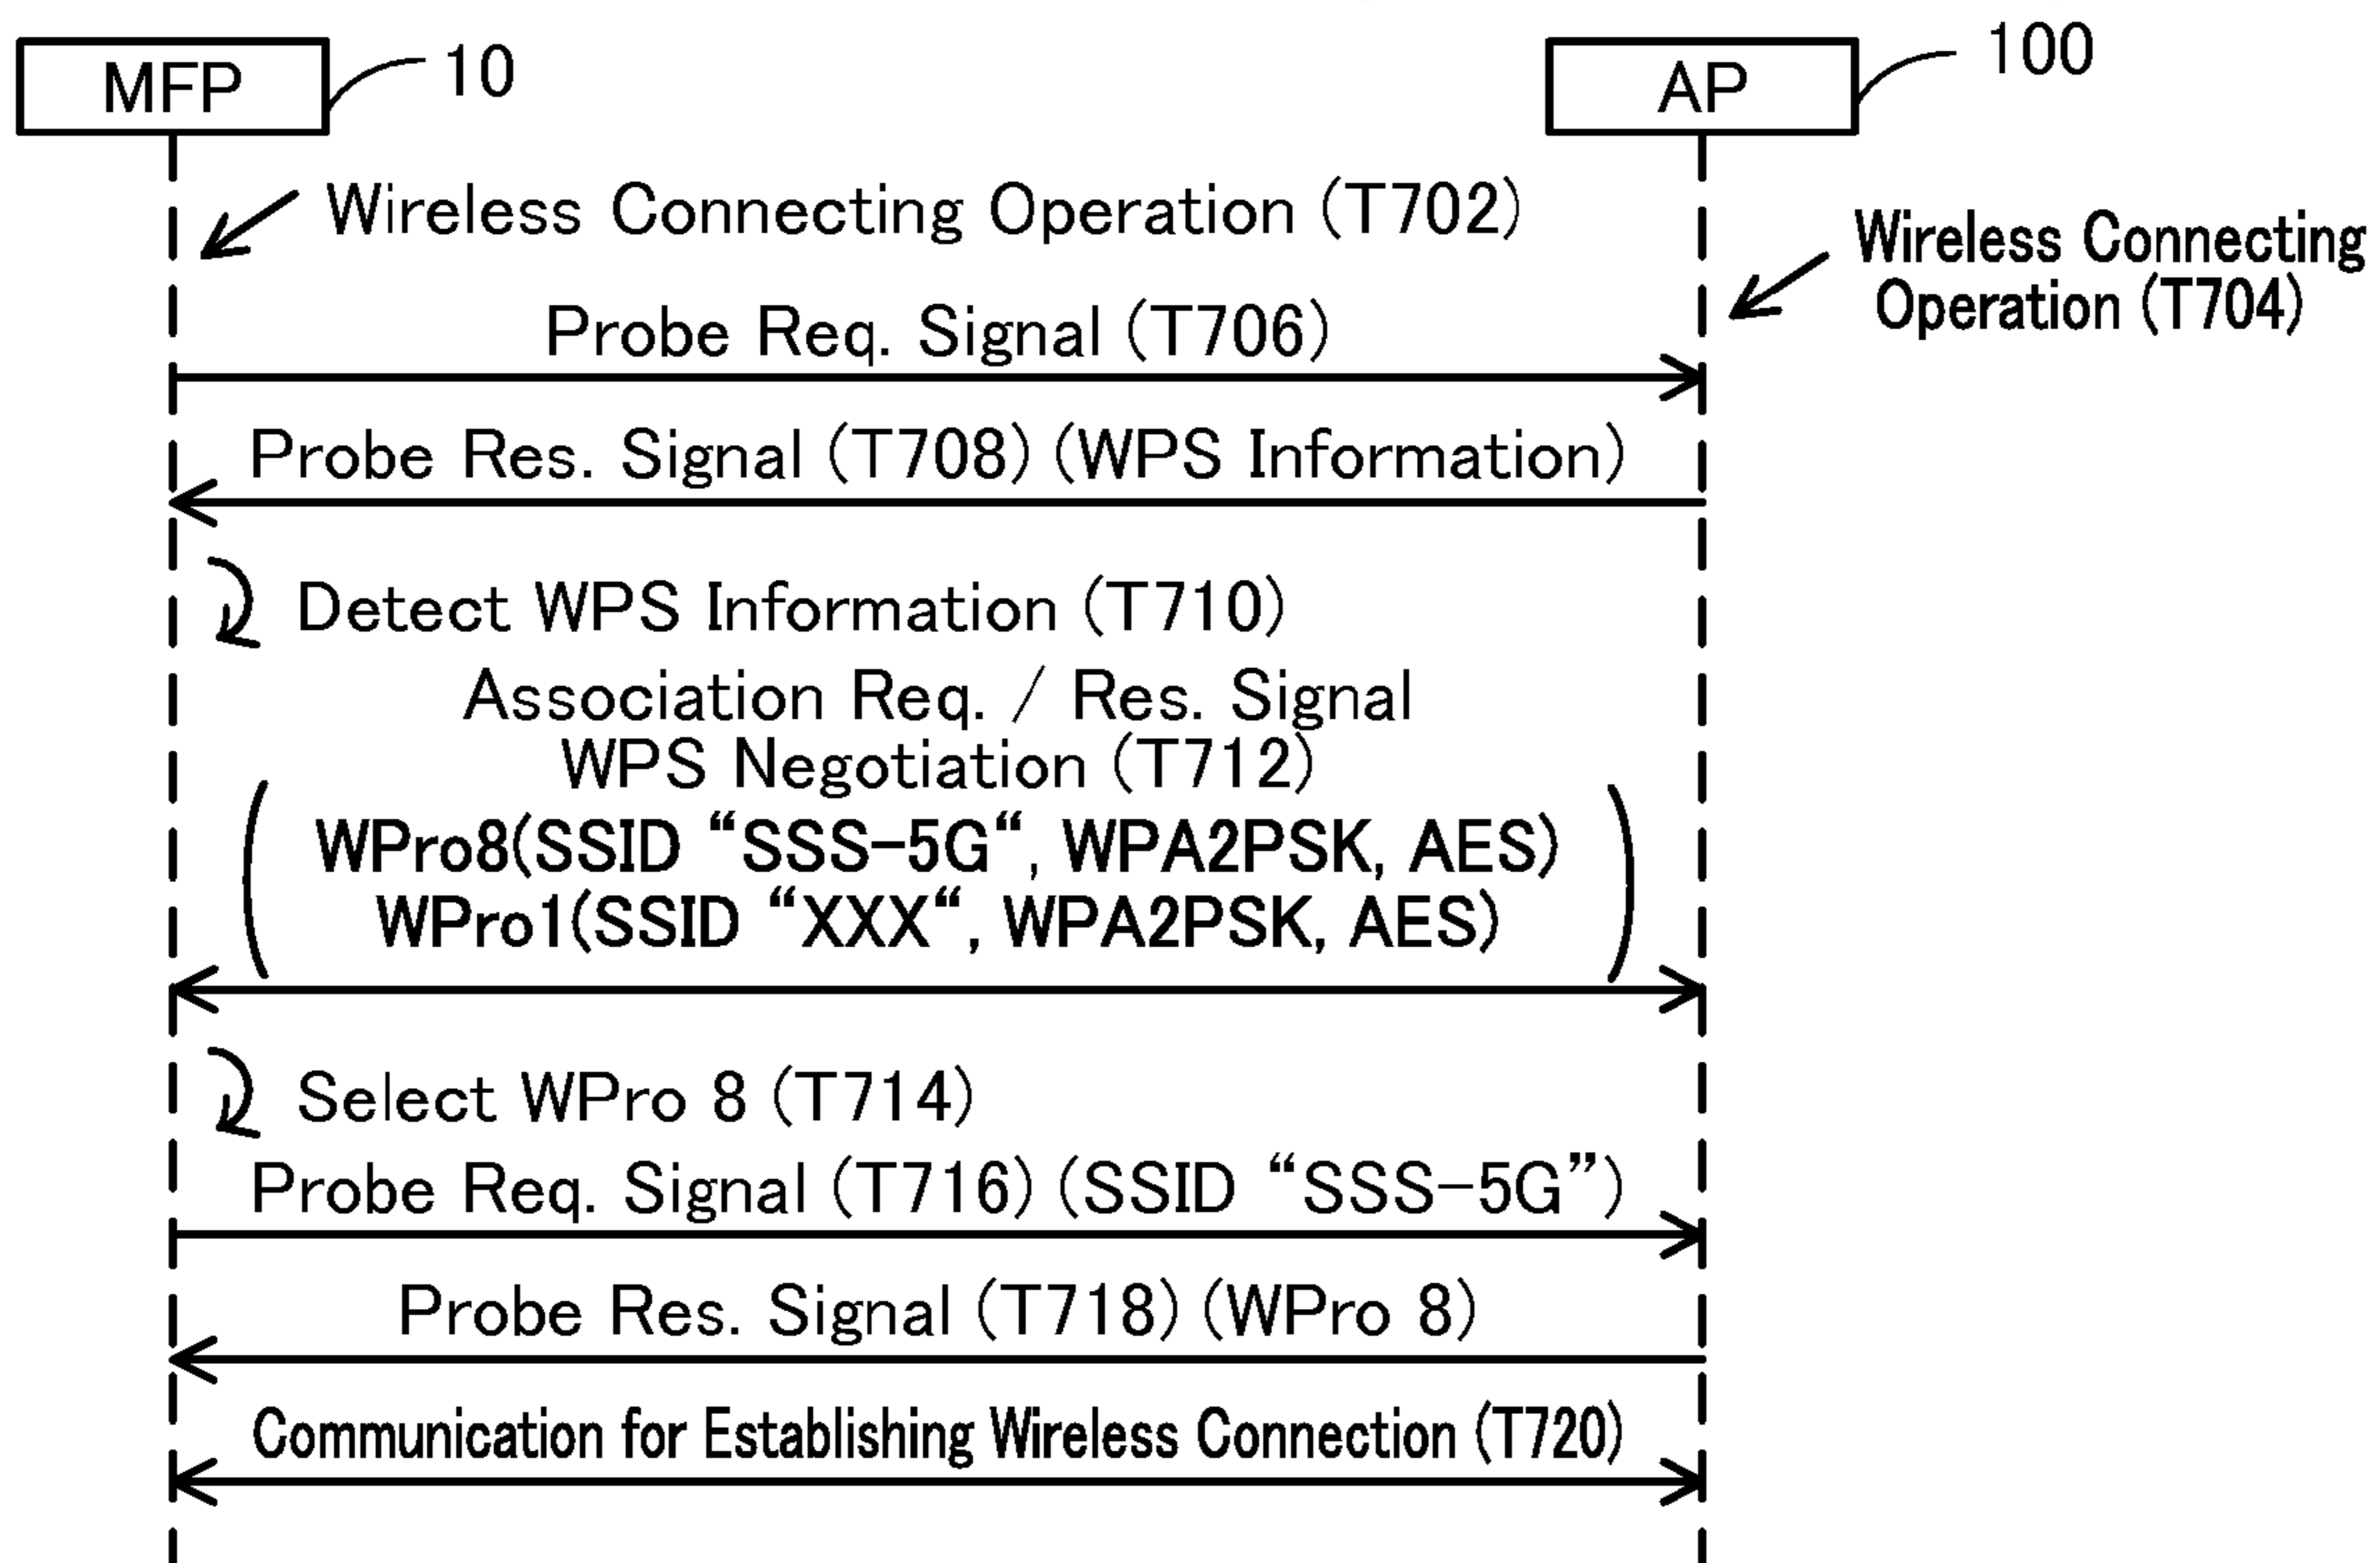 MFP
10
AP
100
Wireless Connecting Operation (T702)
Wireless Connecting
Operation (T704)
Probe Req. Signal (T706)
Probe Res. Signal (T708) (WPS Information)
Detect WPS Information (T710)
Association Req. / Res. Signal
WPS Negotiation (T712)
WPro8(SSID “SSS-5G“, WPA2PSK, AES)
WPro1(SSID “XXX“, WPA2PSK, AES)
Select WPro 8 (T714)
Probe Req. Signal (T716) (SSID “SSS-5G”)
Probe Res. Signal (T718) (WPro 8)
Communication for Establishing Wireless Connection (T720)